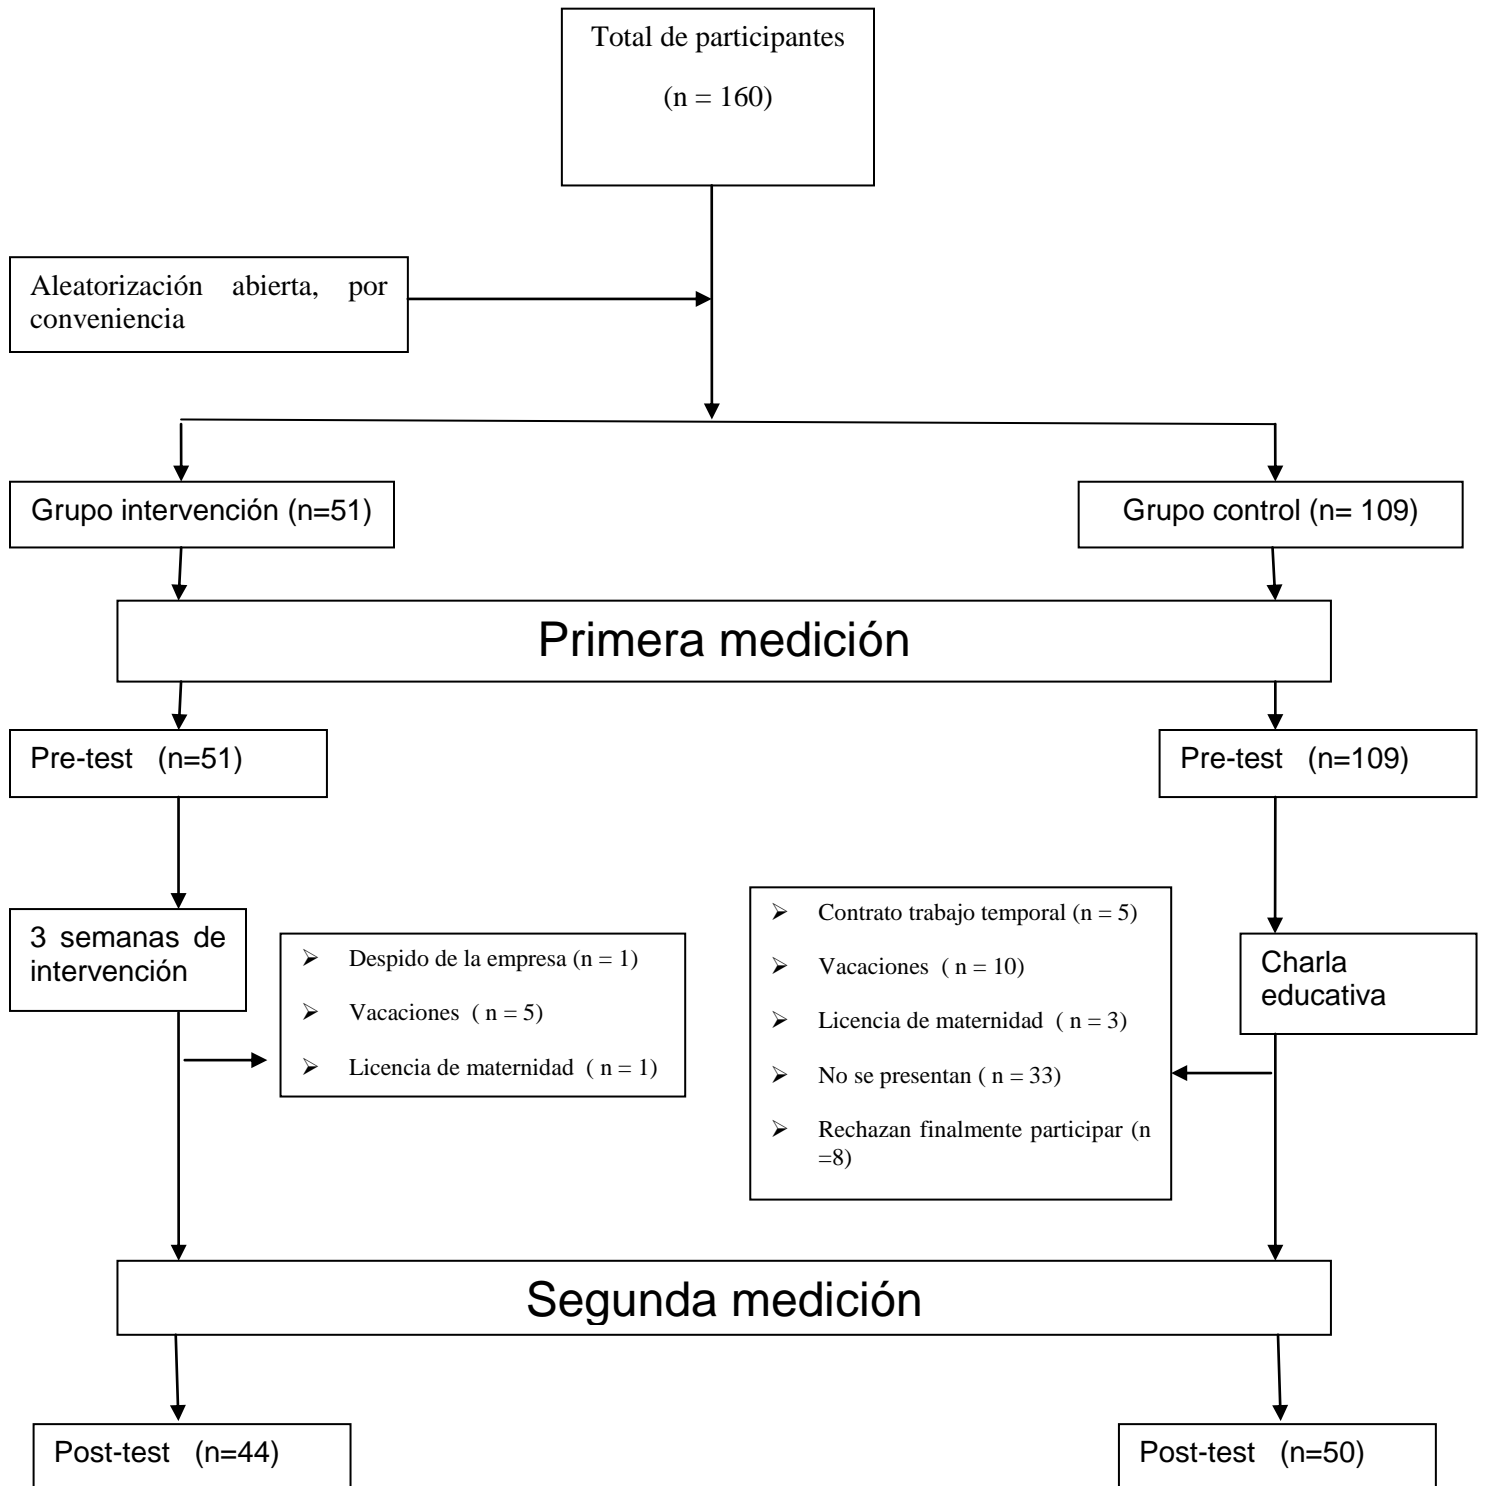 Total de participantes
(n = 160)
Aleatorización abierta, por
conveniencia
Grupo intervención (n=51)
Grupo control (n= 109)
Primera medición
Pre-test (n=51)
Pre-test (n=109)
3 semanas de
intervención
➢ Despido de la empresa (n = 1)
➢ Vacaciones ( n = 5)
➢ Licencia de maternidad ( n = 1)
➢ Contrato trabajo temporal (n = 5)
➢ Vacaciones ( n = 10)
➢ Licencia de maternidad ( n = 3)
➢ No se presentan ( n = 33)
➢ Rechazan finalmente participar (n
=8)
Charla
educativa
Segunda medición
Post-test (n=44)
Post-test (n=50)